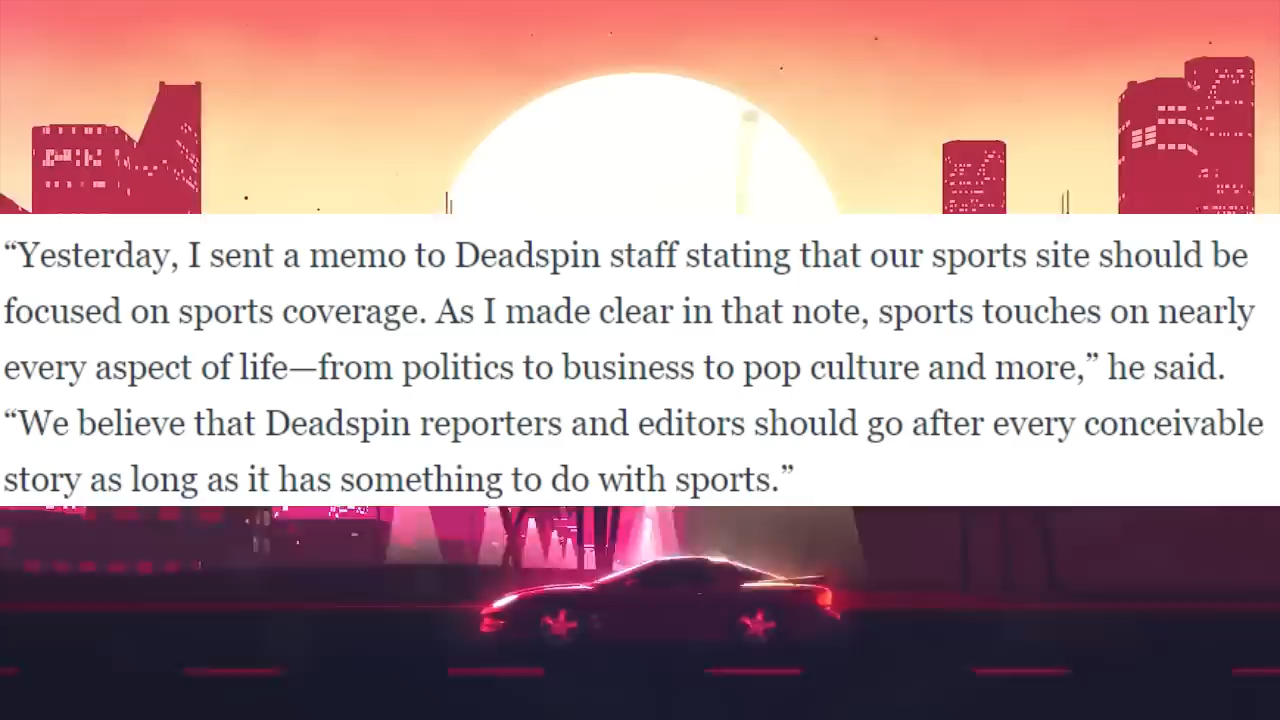 “Yesterday, I sent a memo to Deadspin staff stating that our sports site should be
focused on sports coverage. As I made clear in that note, sports touches on nearly
every aspect of life—from politics to business to pop culture and more,” he said.
“We believe that Deadspin reporters and editors should go after every conceivable
story as long as it has something to do with sports.”